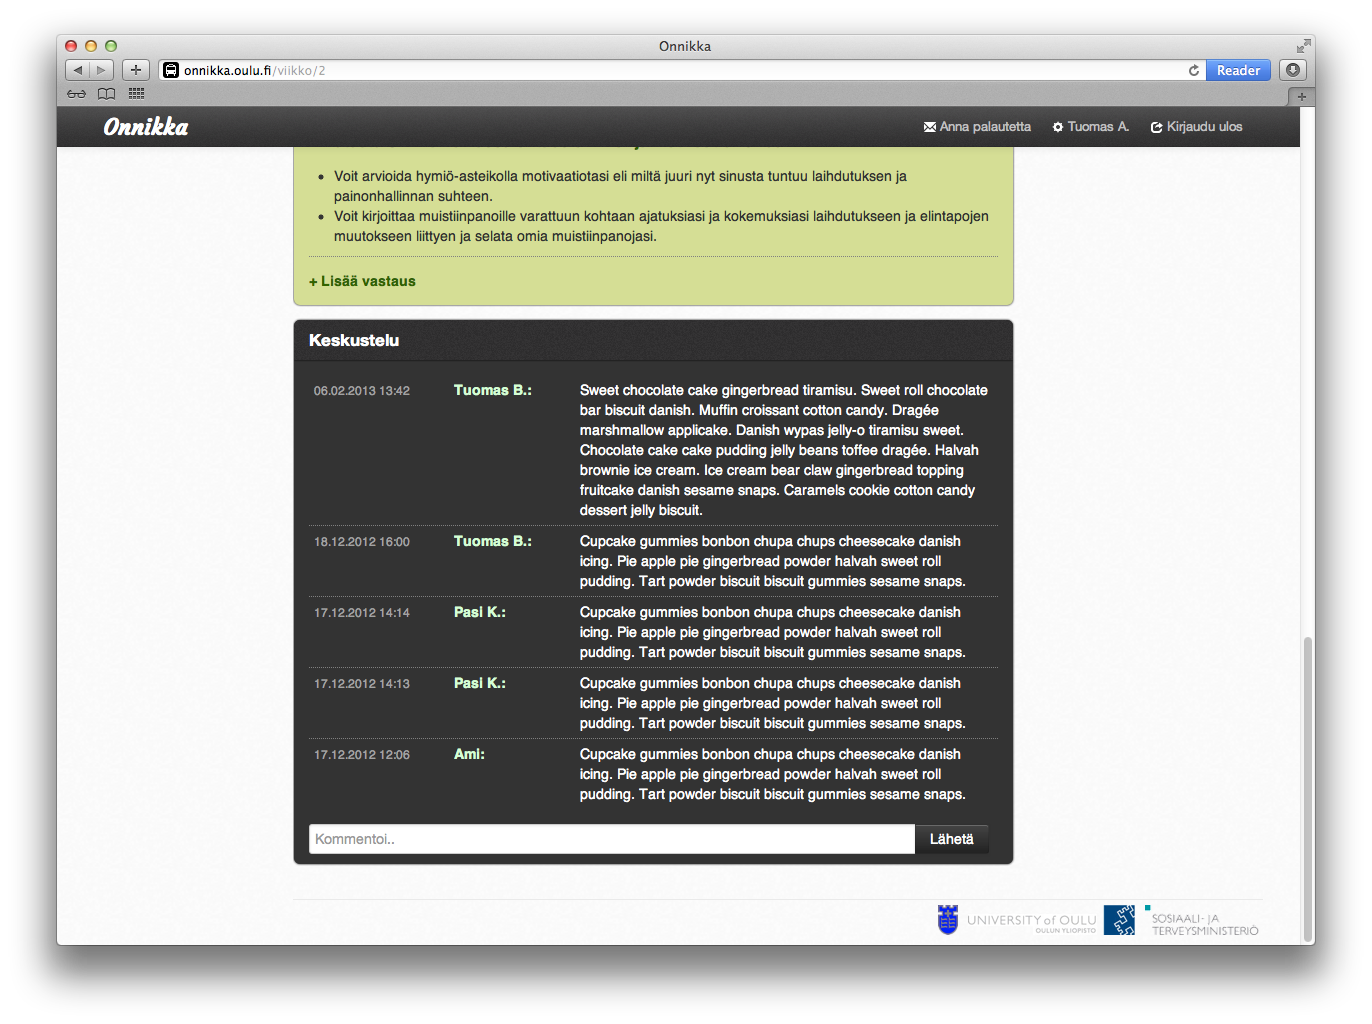 Onnikka
onnikka.oulu.fi/viikko/2
Reader
Onnikka
Anna palautetta
Tuomas A.
Kirjaudu ulos
• Voit arvioida hymiö-asteikolla motivaatiotasi eli miltä juuri nyt sinusta tuntuu laihdutuksen ja
painonhallinnan suhteen.
• Voit kirjoittaa muistiinpanoille varattuun kohtaan ajatuksiasi ja kokemuksiasi laihdutukseen ja elintapojen
muutokseen liittyen ja selata omia muistiinpanojasi.
+ Lisää vastaus
Keskustelu
06.02.2013 13:42 Tuomas B.: Sweet chocolate cake gingerbread tiramisu. Sweet roll chocolate
bar biscuit danish. Muffin croissant cotton candy. Dragée
marshmallow applicake. Danish wypas jelly-o tiramisu sweet.
Chocolate cake cake pudding jelly beans toffee dragée. Halvah
brownie ice cream. Ice cream bear claw gingerbread topping
fruitcake danish sesame snaps. Caramels cookie cotton candy
dessert jelly biscuit.
18.12.2012 16:00 Tuomas B.: Cupcake gummies bonbon chupa chups cheesecake danish
icing. Pie apple pie gingerbread powder halvah sweet roll
pudding. Tart powder biscuit biscuit gummies sesame snaps.
17.12.2012 14:14 Pasi K.: Cupcake gummies bonbon chupa chups cheesecake danish
icing. Pie apple pie gingerbread powder halvah sweet roll
pudding. Tart powder biscuit biscuit gummies sesame snaps.
17.12.2012 14:13 Pasi K.: Cupcake gummies bonbon chupa chups cheesecake danish
icing. Pie apple pie gingerbread powder halvah sweet roll
pudding. Tart powder biscuit biscuit gummies sesame snaps.
17.12.2012 12:06 Ami: Cupcake gummies bonbon chupa chups cheesecake danish
icing. Pie apple pie gingerbread powder halvah sweet roll
pudding. Tart powder biscuit biscuit gummies sesame snaps.
Kommentoi..
Lähetä
UNIVERSITY of OULU
OULUN YLIOPISTO
SOSIAALI- JA
TERVEYSMINISTERIÖ